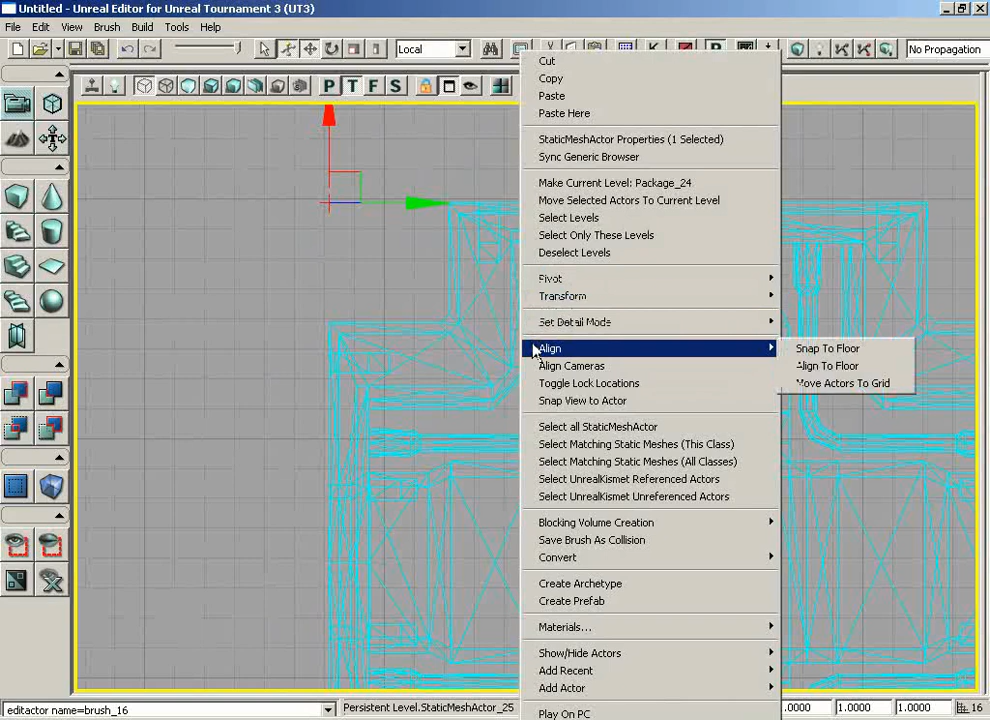 Untitled - Unreal Editor for Unreal Tournament 3 (UT3)
File Edit View Brush Build Tools Help
Local
No Propagation
P T F S
Cut
Copy
Paste
Paste Here
StaticMeshActor Properties (1 Selected)
Sync Generic Browser
Make Current Level: Package_24
Move Selected Actors To Current Level
Select Levels
Select Only These Levels
Deselect Levels
Pivot
Transform
Set Detail Mode
Align
Snap To Floor
Align Cameras
Align To Floor
Toggle Lock Locations
Move Actors To Grid
Snap View to Actor
Select all StaticMeshActor
Select Matching Static Meshes (This Class)
Select Matching Static Meshes (All Classes)
Select UnrealKismet Referenced Actors
Select UnrealKismet Unreferenced Actors
Blocking Volume Creation
Save Brush As Collision
Convert
Create Archetype
Create Prefab
Materials...
Show/Hide Actors
Add Recent
Add Actor
Play On PC
editactor name=brush_16
Persistent Level.StaticMeshActor_25
.0000 1.0000 1.0000 16